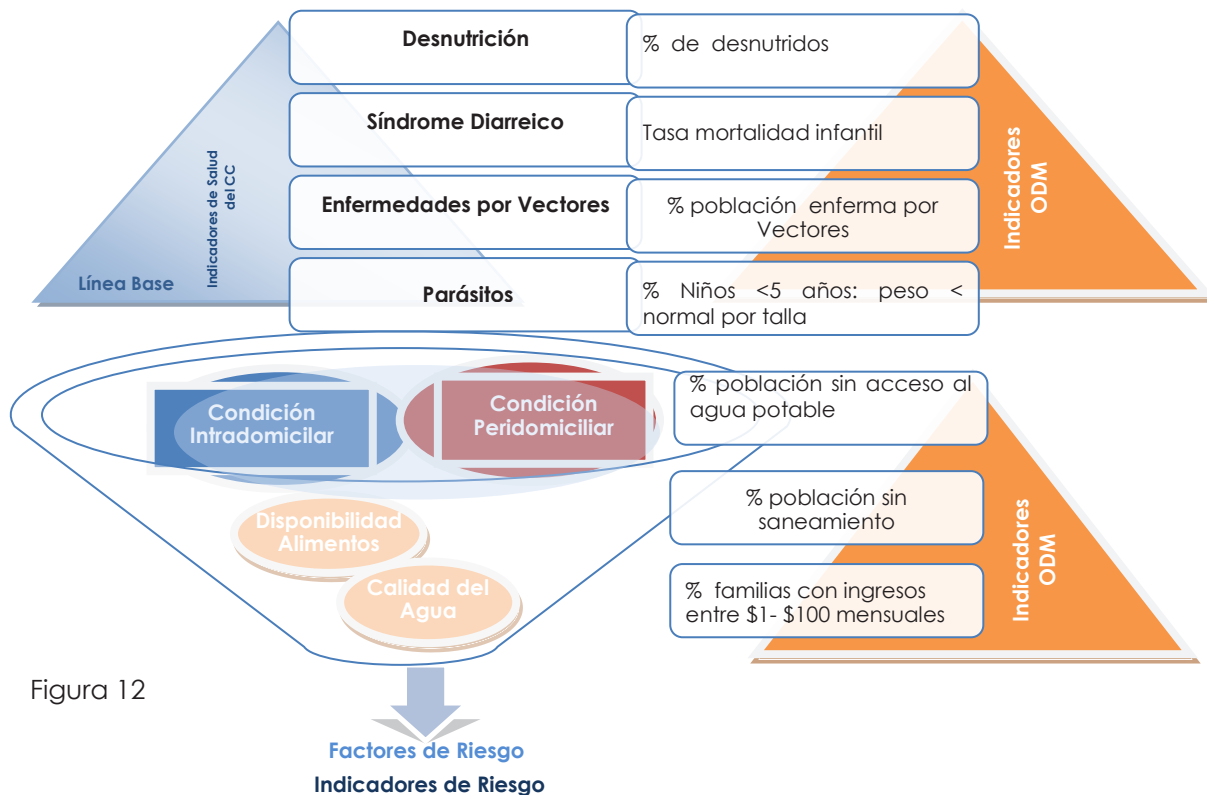 Desnutrición
% de desnutridos
Síndrome Diarreico
Tasa mortalidad infantil
Enfermedades por Vectores
% población enferma por
Vectores
Parásitos
% Niños <5 años: peso <
normal por talla
Indicadores de Salud
del CC
Línea Base
Indicadores
ODM
Condición
Intradomicilar
Condición
Peridomiciliar
Disponibilidad
Alimentos
Calidad del
Agua
% población sin acceso al
agua potable
% población sin
saneamiento
% familias con ingresos
entre $1- $100 mensuales
Indicadores
ODM
Figura 12
Factores de Riesgo
Indicadores de Riesgo